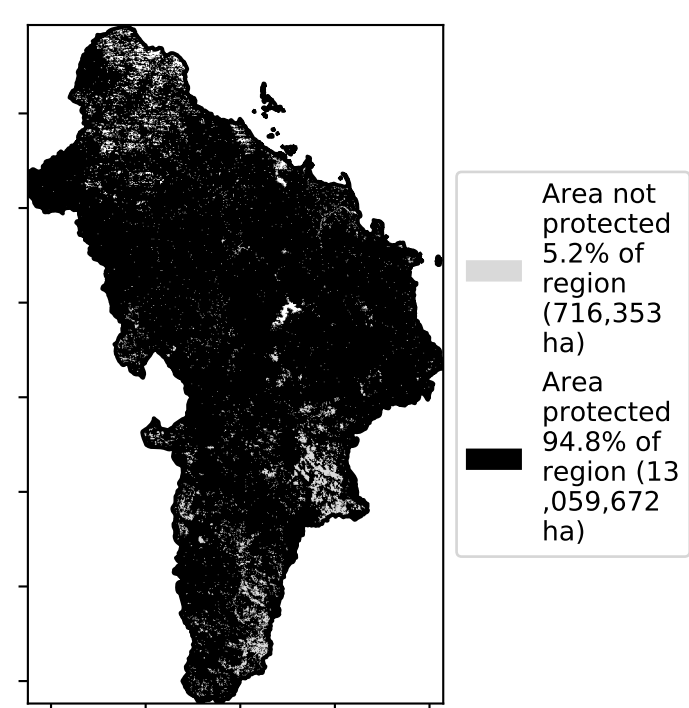 Area not
protected
5.2% of
region
(716,353
ha)
Area
protected
94.8% of
region (13
,059,672
ha)